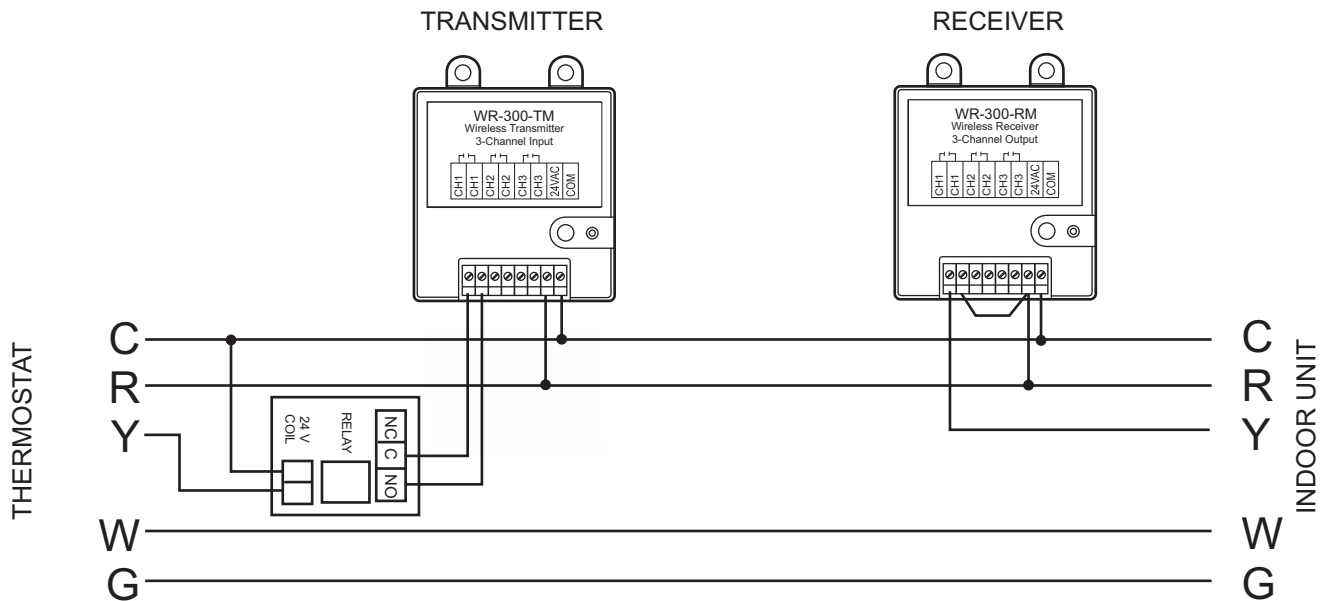 TRANSMITTER
RECEIVER
WR-300-TM
Wireless Transmitter
3-Channel Input
CH1
CH1
CH2
CH2
CH3
CH3
24VAC
COM
WR-300-RM
Wireless Receiver
3-Channel Output
CH1
CH1
CH2
CH2
CH3
CH3
24VAC
COM
THERMOSTAT
C
R
Y
W
G
24 V
COIL
RELAY
NC
C
NO
C
R
Y
W
G
INDOOR UNIT